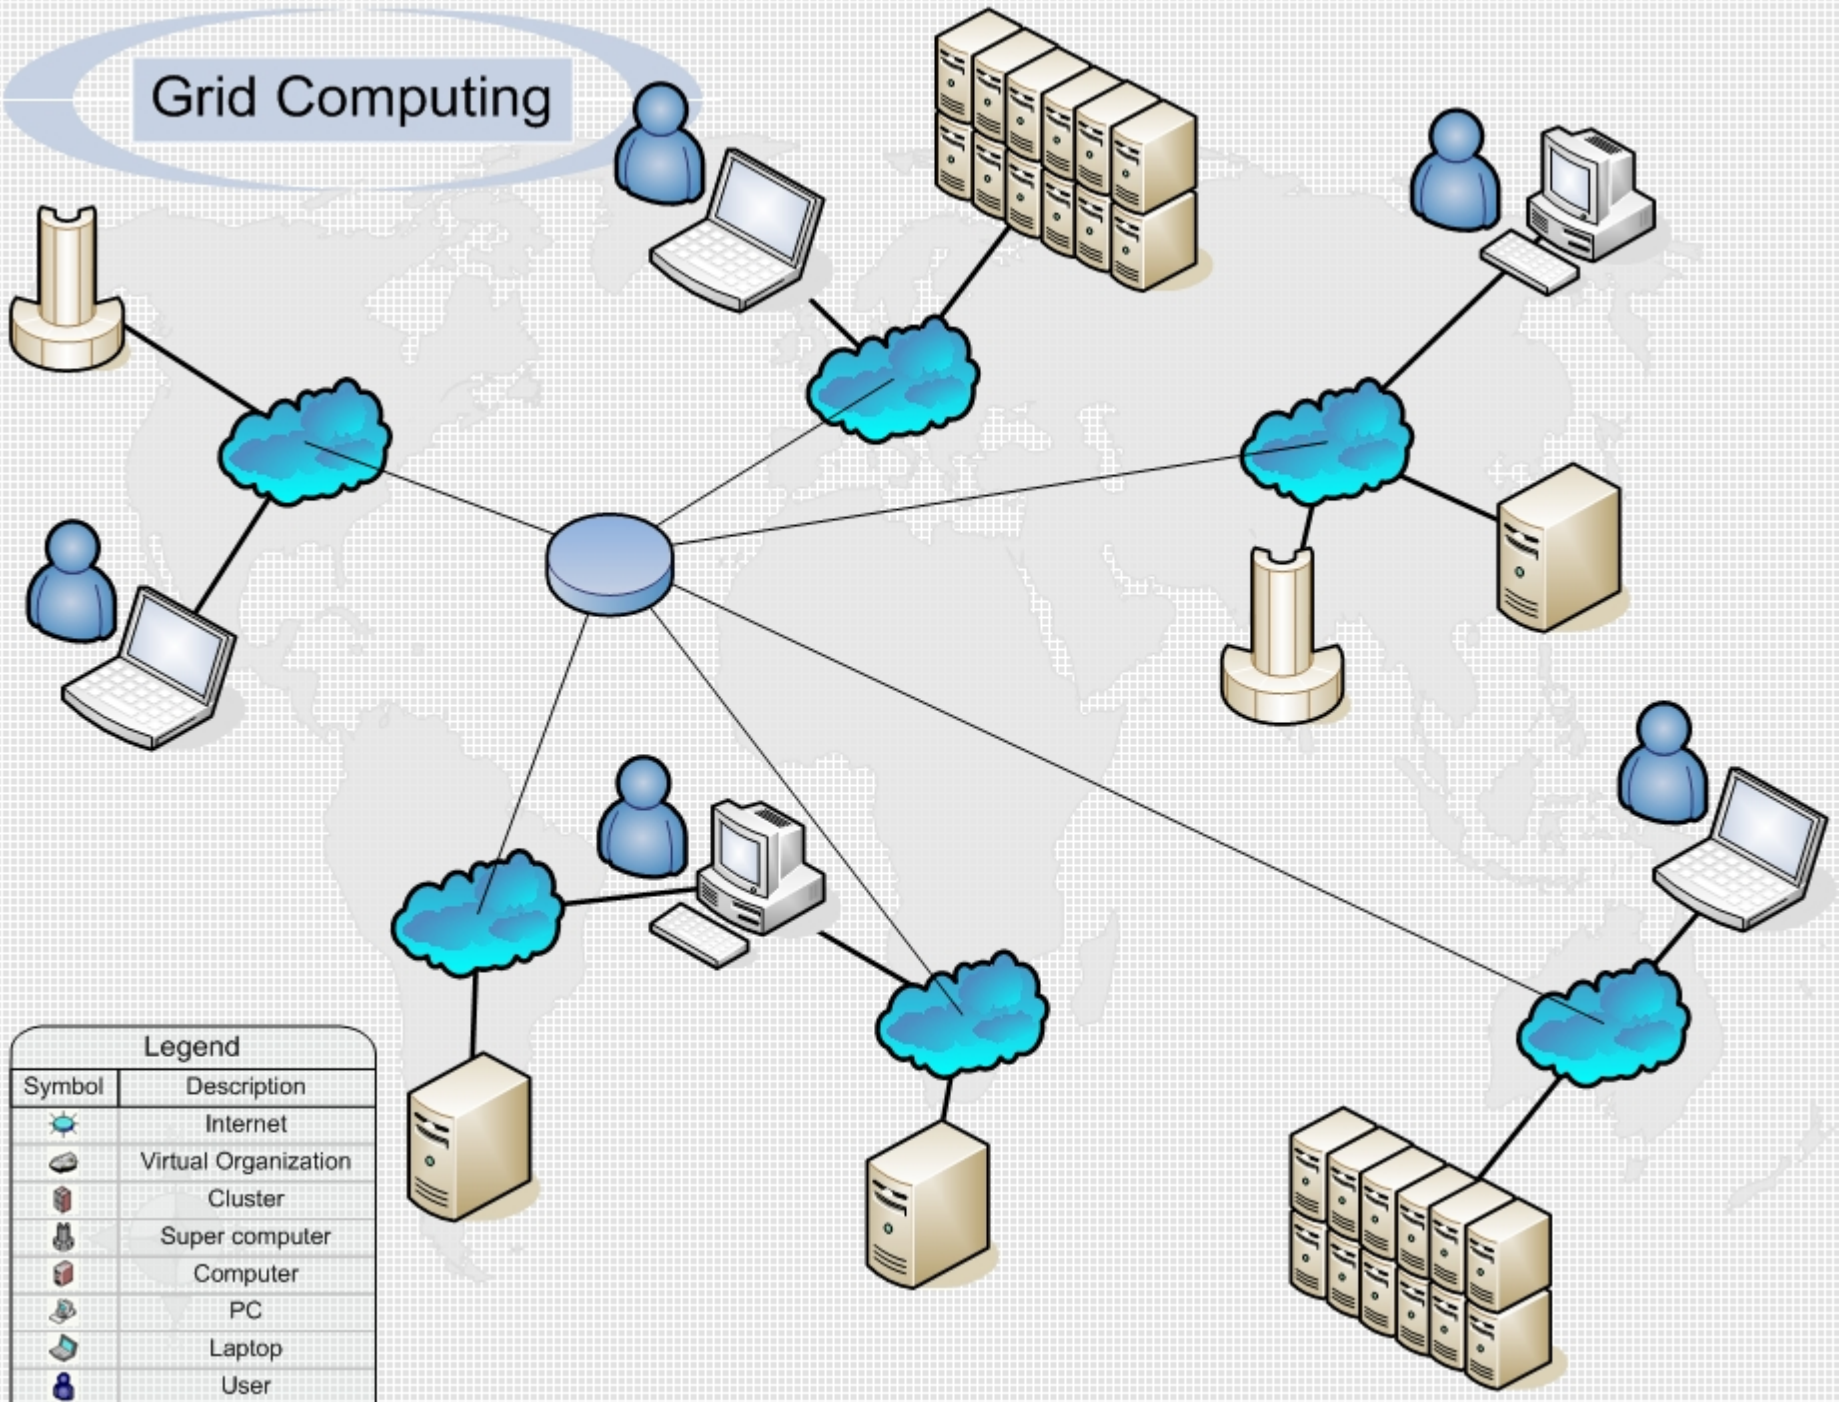 Grid Computing
Legend
Symbol Description
Internet
Virtual Organization
Cluster
Super computer
Computer
PC
Laptop
User